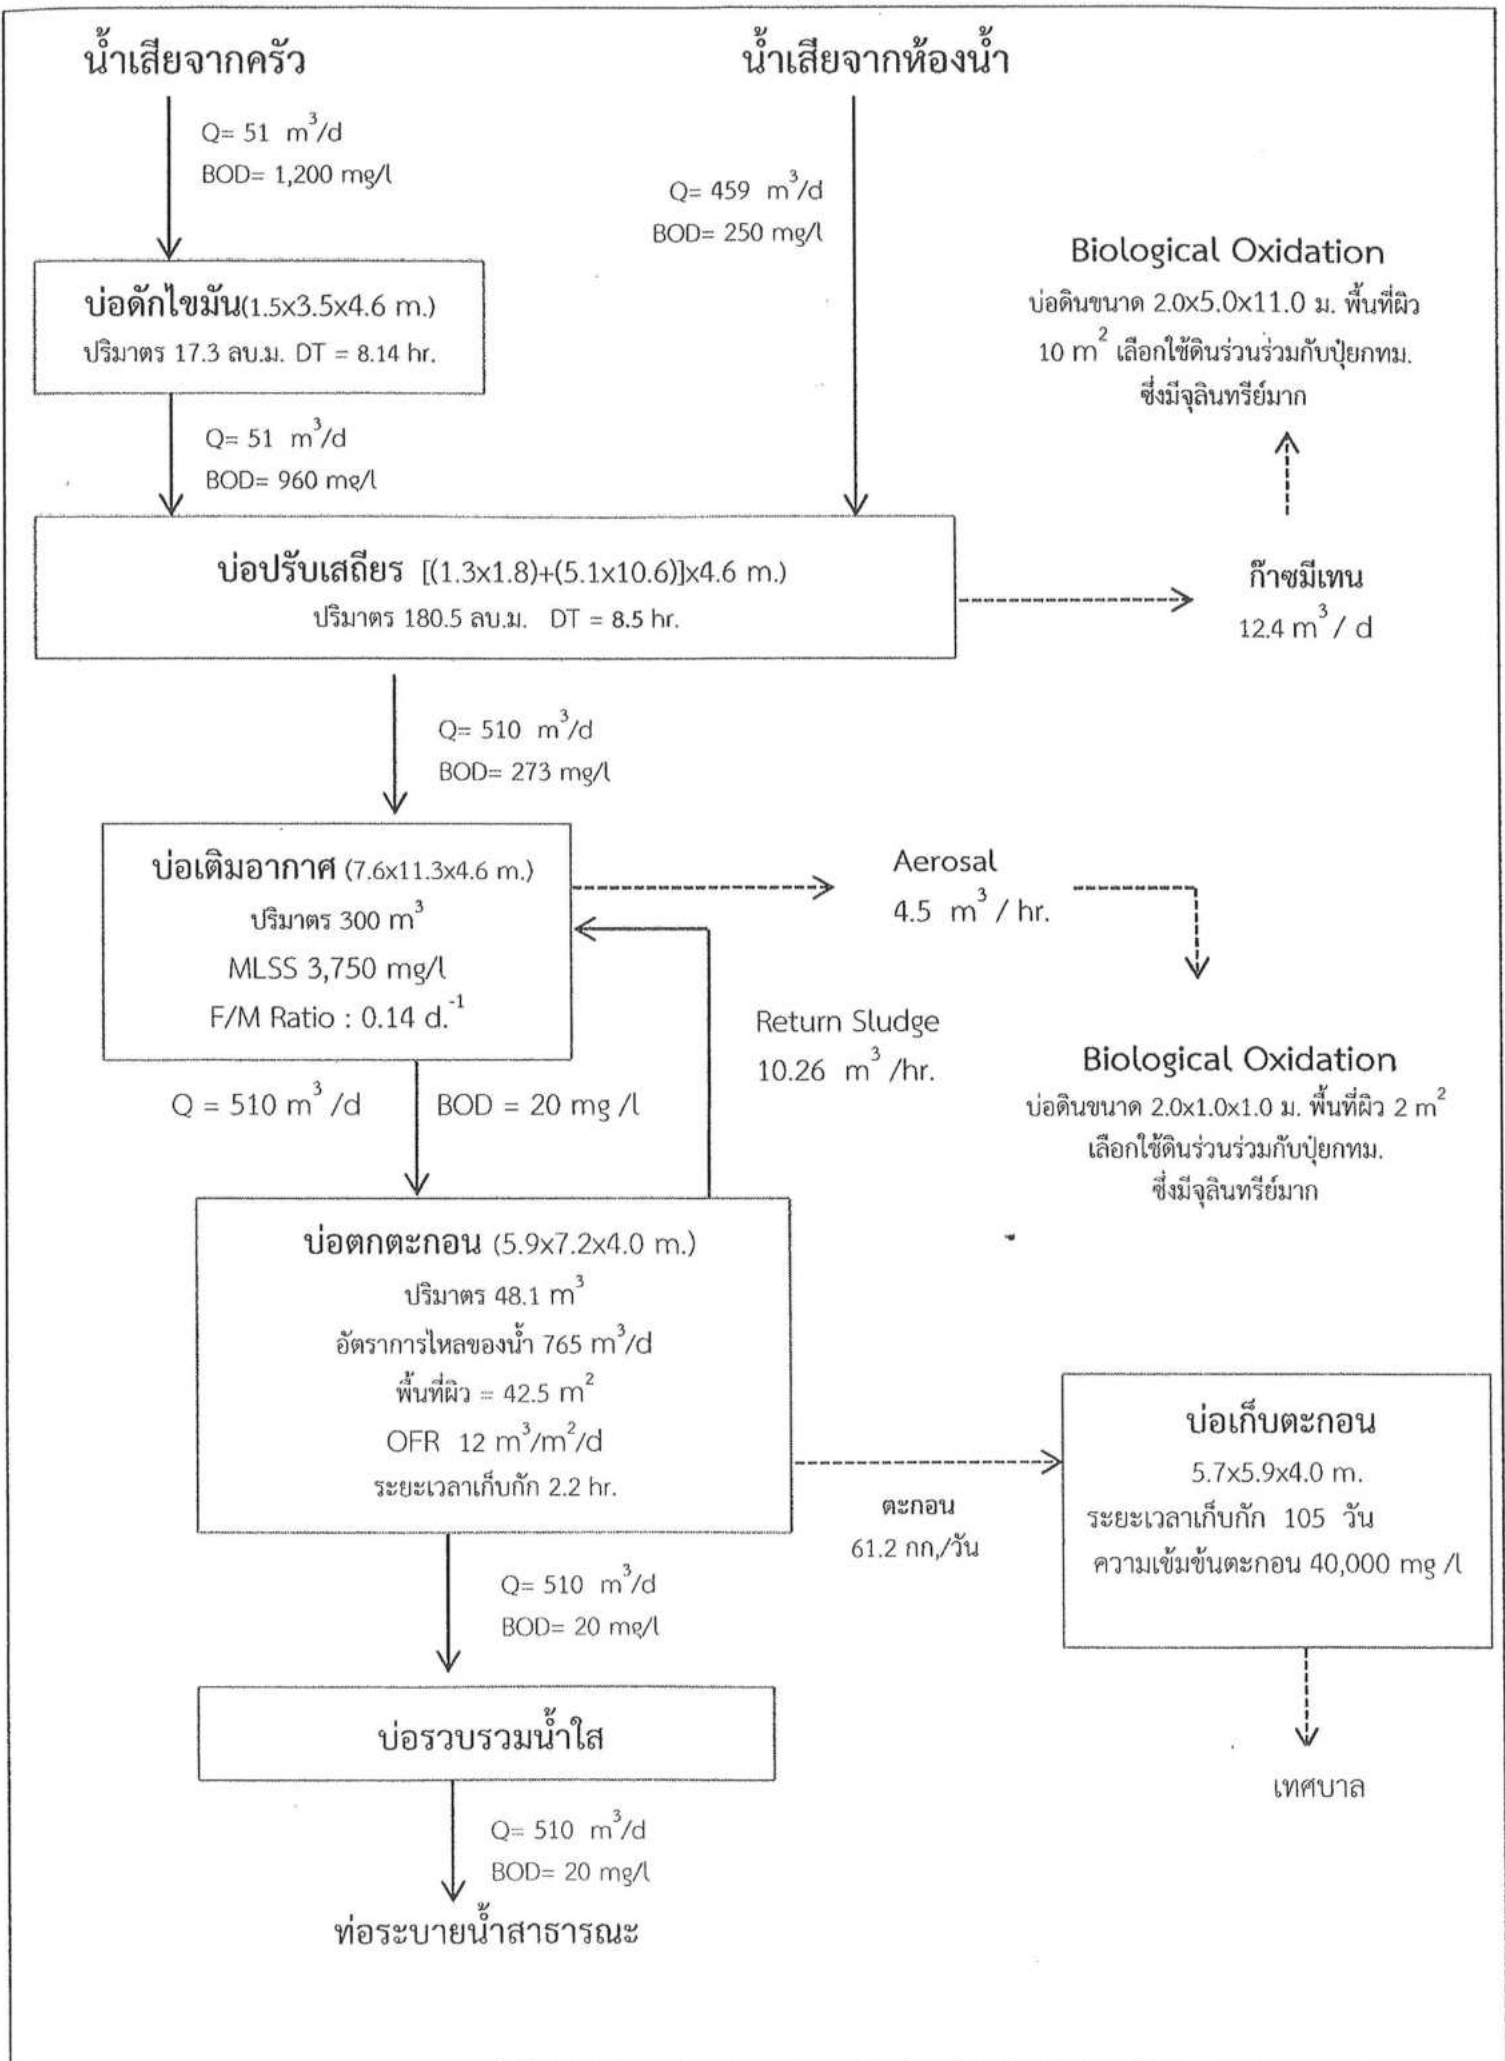 น้ำเสียจากครัว
น้ำเสียจากห้องน้ำ
Q= 51 m³/d
BOD= 1,200 mg/l
Q= 459 m³/d
BOD= 250 mg/l
บ่อดักไขมัน(1.5x3.5x4.6 m.)
ปริมาตร 17.3 ลบ.ม. DT = 8.14 hr.
Biological Oxidation
บ่อดินขนาด 2.0x5.0x11.0 ม. พื้นที่ผิว
10 m² เลือกใช้ดินร่วนร่วมกับปุ๋ยกทม.
ซึ่งมีจุลินทรีย์มาก
Q= 51 m³/d
BOD= 960 mg/l
บ่อปรับเสถียร [(1.3x1.8)+(5.1x10.6)]x4.6 m.)
ปริมาตร 180.5 ลบ.ม. DT = 8.5 hr.
ก๊าซมีเทน
12.4 m³/ d
Q= 510 m³/d
BOD= 273 mg/l
บ่อเติมอากาศ (7.6x11.3x4.6 m.)
ปริมาตร 300 m³
MLSS 3,750 mg/l
F/M Ratio : 0.14 d.⁻¹
Aerosal
4.5 m³/ hr.
Return Sludge
10.26 m³/hr.
Biological Oxidation
บ่อดินขนาด 2.0x1.0x1.0 ม. พื้นที่ผิว 2 m²
เลือกใช้ดินร่วนร่วมกับปุ๋ยกทม.
ซึ่งมีจุลินทรีย์มาก
Q = 510 m³/d
BOD = 20 mg /l
บ่อตกตะกอน (5.9x7.2x4.0 m.)
ปริมาตร 48.1 m³
อัตราการไหลของน้ำ 765 m³/d
พื้นที่ผิว = 42.5 m²
OFR 12 m³/m²/d
ระยะเวลาเก็บกัก 2.2 hr.
ตะกอน
61.2 กก,/วัน
บ่อเก็บตะกอน
5.7x5.9x4.0 m.
ระยะเวลาเก็บกัก 105 วัน
ความเข้มข้นตะกอน 40,000 mg /l
Q= 510 m³/d
BOD= 20 mg/l
บ่อรวบรวมน้ำใส
เทศบาล
Q= 510 m³/d
BOD= 20 mg/l
ท่อระบายน้ำสาธารณะ